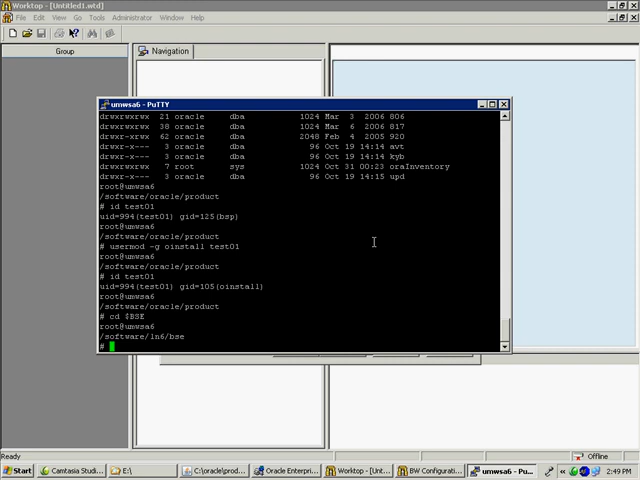 Worktop - [Untitled1.wtd]
File Edit View Go Tools Administrator Window Help
Group
Navigation
umwsa6 - PuTTY
drwxrwxrwx 21 oracle dba 1024 Mar 3 2006 806
drwxrwxrwx 38 oracle dba 1024 Mar 6 2006 817
drwxr-xrwx 62 oracle dba 2048 Feb 4 2005 920
drwxr-x--- 3 oracle dba 96 Oct 19 14:14 avt
drwxr-x--- 3 oracle dba 96 Oct 19 14:14 kyb
drwxrwxrwx 7 root sys 1024 Oct 31 00:23 oraInventory
drwxr-x--- 3 oracle dba 96 Oct 19 14:15 upd
root@umwsa6
/software/oracle/product
# id test01
uid=994(test01) gid=125(bsp)
root@umwsa6
/software/oracle/product
# usermod -g oinstall test01
root@umwsa6
/software/oracle/product
# id test01
uid=994(test01) gid=105(oinstall)
root@umwsa6
/software/oracle/product
# cd $BSE
root@umwsa6
/software/ln6/bse
#
Ready
Offline
Start
Camtasia Studi...
E:\
C:\oracle\prod...
Oracle Enterpri...
Worktop - [Unt...
BW Configurati...
umwsa6 - Pu...
2:49 PM